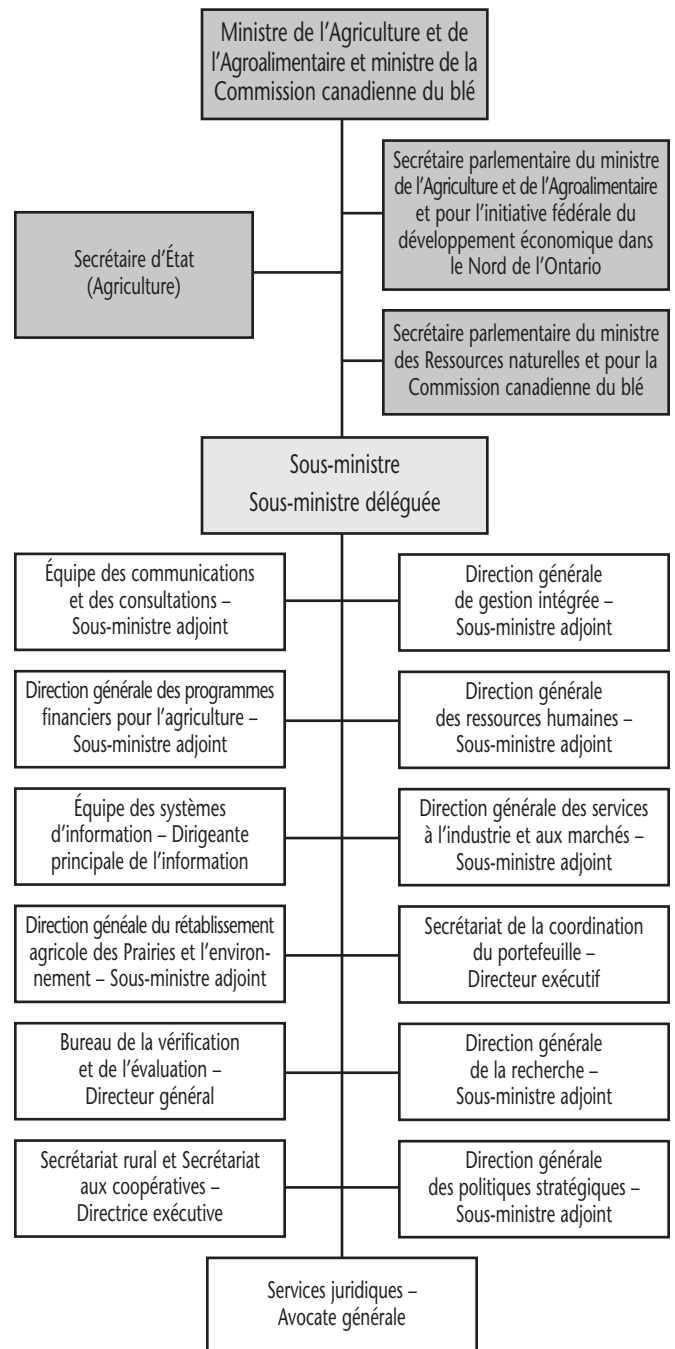 Ministre de l'Agriculture et de
l'Agroalimentaire et ministre de la
Commission canadienne du blé
Secrétaire parlementaire du ministre
de l'Agriculture et de l'Agroalimentaire
et pour l'initiative fédérale du
développement économique dans
le Nord de l'Ontario
Secrétaire d'État
(Agriculture)
Secrétaire parlementaire du ministre
des Ressources naturelles et pour la
Commission canadienne du blé
Sous-ministre
Sous-ministre déléguée
Équipe des communications
et des consultations –
Sous-ministre adjoint
Direction générale
de gestion intégrée –
Sous-ministre adjoint
Direction générale des programmes
financiers pour l'agriculture –
Sous-ministre adjoint
Direction générale
des ressources humaines –
Sous-ministre adjoint
Équipe des systèmes
d'information – Dirigeante
principale de l'information
Direction générale des services
à l'industrie et aux marchés –
Sous-ministre adjoint
Direction généale du rétablissement
agricole des Prairies et l'environ-
nement – Sous-ministre adjoint
Secrétariat de la coordination
du portefeuille –
Directeur exécutif
Bureau de la vérification
et de l'évaluation –
Directeur général
Direction générale
de la recherche –
Sous-ministre adjoint
Secrétariat rural et Secrétariat
aux coopératives –
Directrice exécutive
Direction générale
des politiques stratégiques –
Sous-ministre adjoint
Services juridiques –
Avocate générale